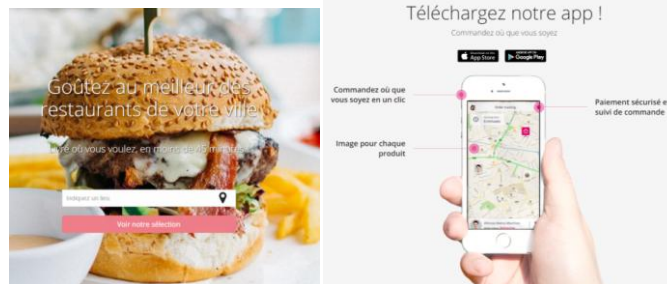 Goûtez au meilleur des
restaurants de votre ville
Livré où vous voulez, en moins de 45 minutes
Indiquez un lieu
Voir notre sélection
Téléchargez notre app !
Commandez où que vous soyez
App Store
Google Play
Commandez où que
vous soyez en un clic
Image pour chaque
produit
Paiement sécurisé e
suivi de commande